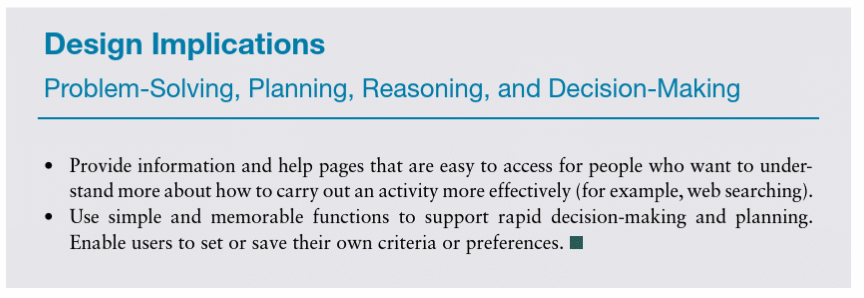 Design Implications
Problem-Solving, Planning, Reasoning, and Decision-Making
• Provide information and help pages that are easy to access for people who want to under-
stand more about how to carry out an activity more effectively (for example, web searching).
• Use simple and memorable functions to support rapid decision-making and planning.
Enable users to set or save their own criteria or preferences. ■